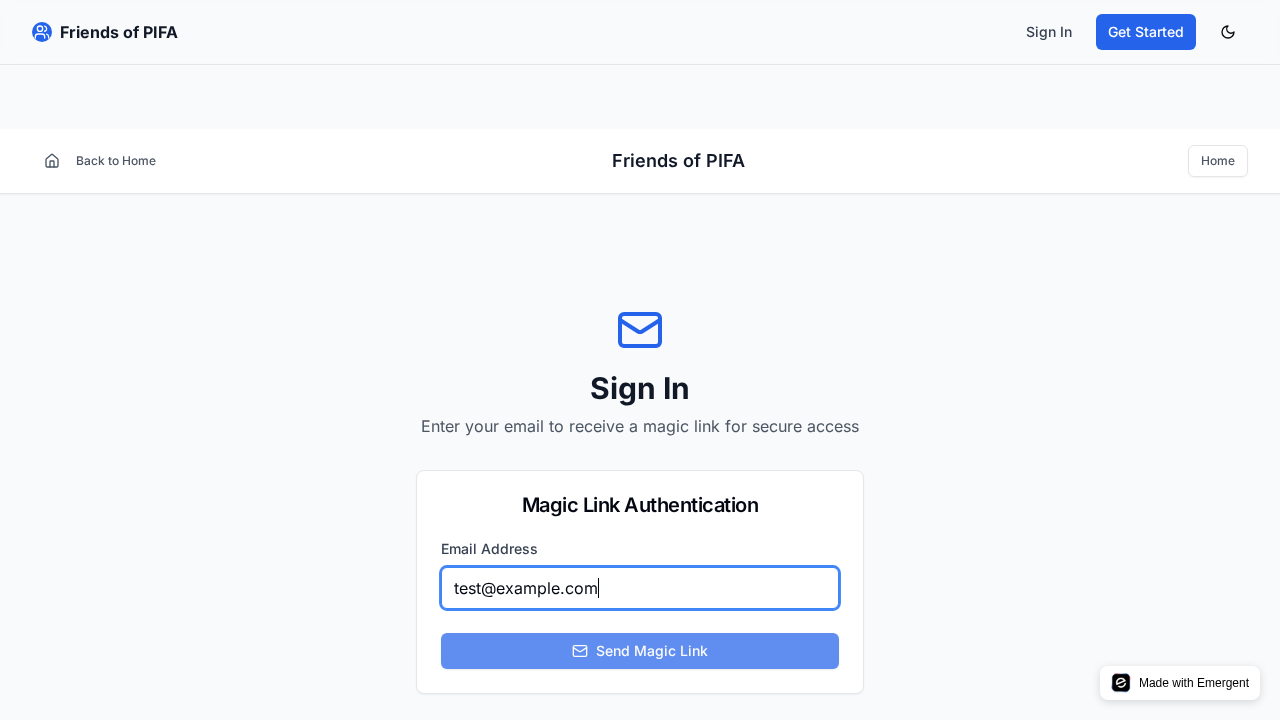 Friends of PIFA
Sign In
Get Started
Back to Home
Friends of PIFA
Home
Sign In
Enter your email to receive a magic link for secure access
Magic Link Authentication
Email Address
test@example.com
Send Magic Link
Made with Emergent